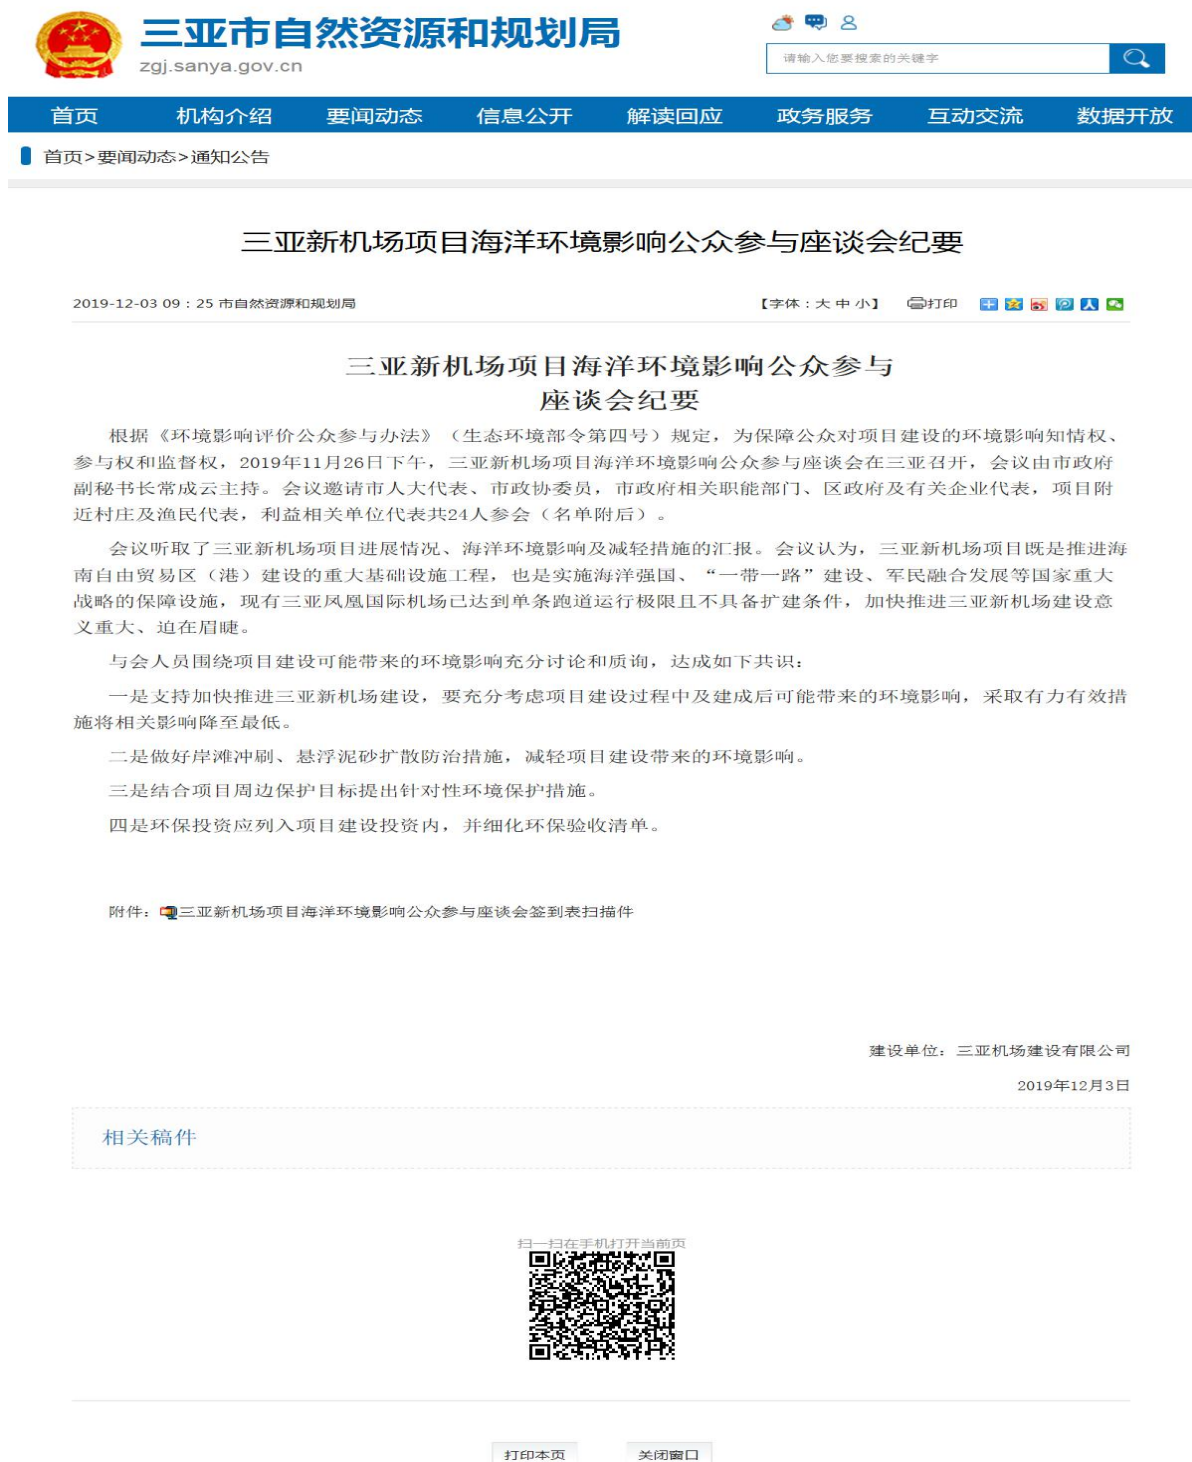 三亚市自然资源和规划局
zgj.sanya.gov.cn
请输入您要搜索的关键字
首页 机构介绍 要闻动态 信息公开 解读回应 政务服务 互动交流 数据开放
首页>要闻动态>通知公告
三亚新机场项目海洋环境影响公众参与座谈会纪要
2019-12-03 09：25 市自然资源和规划局 【字体：大 中 小】 打印
三亚新机场项目海洋环境影响公众参与
座谈会纪要
根据《环境影响评价公众参与办法》（生态环境部令第四号）规定，为保障公众对项目建设的环境影响知情权、
参与权和监督权，2019年11月26日下午，三亚新机场项目海洋环境影响公众参与座谈会在三亚召开，会议由市政府
副秘书长常成云主持。会议邀请市人大代表、市政协委员，市政府相关职能部门、区政府及有关企业代表，项目附
近村庄及渔民代表，利益相关单位代表共24人参会（名单附后）。
会议听取了三亚新机场项目进展情况、海洋环境影响及减轻措施的汇报。会议认为，三亚新机场项目既是推进海
南自由贸易区（港）建设的重大基础设施工程，也是实施海洋强国、“一带一路”建设、军民融合发展等国家重大
战略的保障设施，现有三亚凤凰国际机场已达到单条跑道运行极限且不具备扩建条件，加快推进三亚新机场建设意
义重大、迫在眉睫。
与会人员围绕项目建设可能带来的环境影响充分讨论和质询，达成如下共识：
一是支持加快推进三亚新机场建设，要充分考虑项目建设过程中及建成后可能带来的环境影响，采取有力有效措
施将相关影响降至最低。
二是做好岸滩冲刷、悬浮泥砂扩散防治措施，减轻项目建设带来的环境影响。
三是结合项目周边保护目标提出针对性环境保护措施。
四是环保投资应列入项目建设投资内，并细化环保验收清单。
附件：三亚新机场项目海洋环境影响公众参与座谈会签到表扫描件
建设单位：三亚机场建设有限公司
2019年12月3日
相关稿件
扫一扫在手机打开当前页
打印本页 关闭窗口